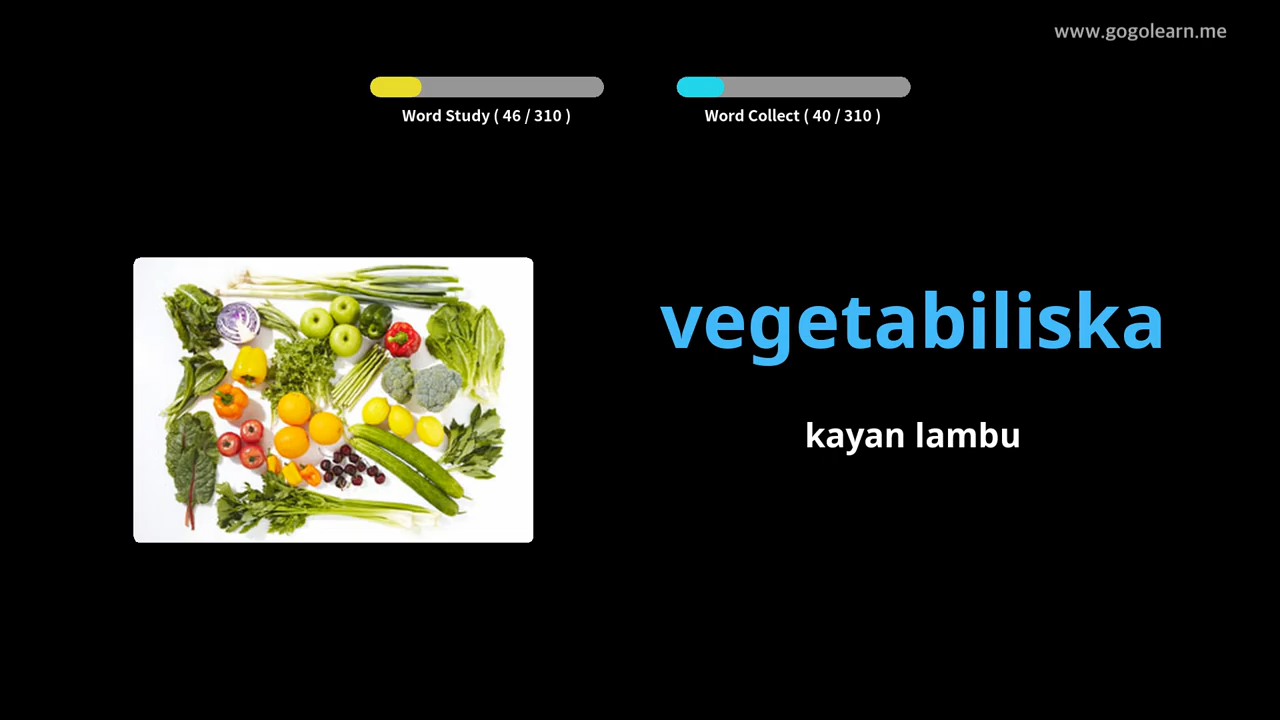 www.gogolearn.me
Word Study ( 46 / 310 )
Word Collect ( 40 / 310 )
vegetabiliska
kayan lambu